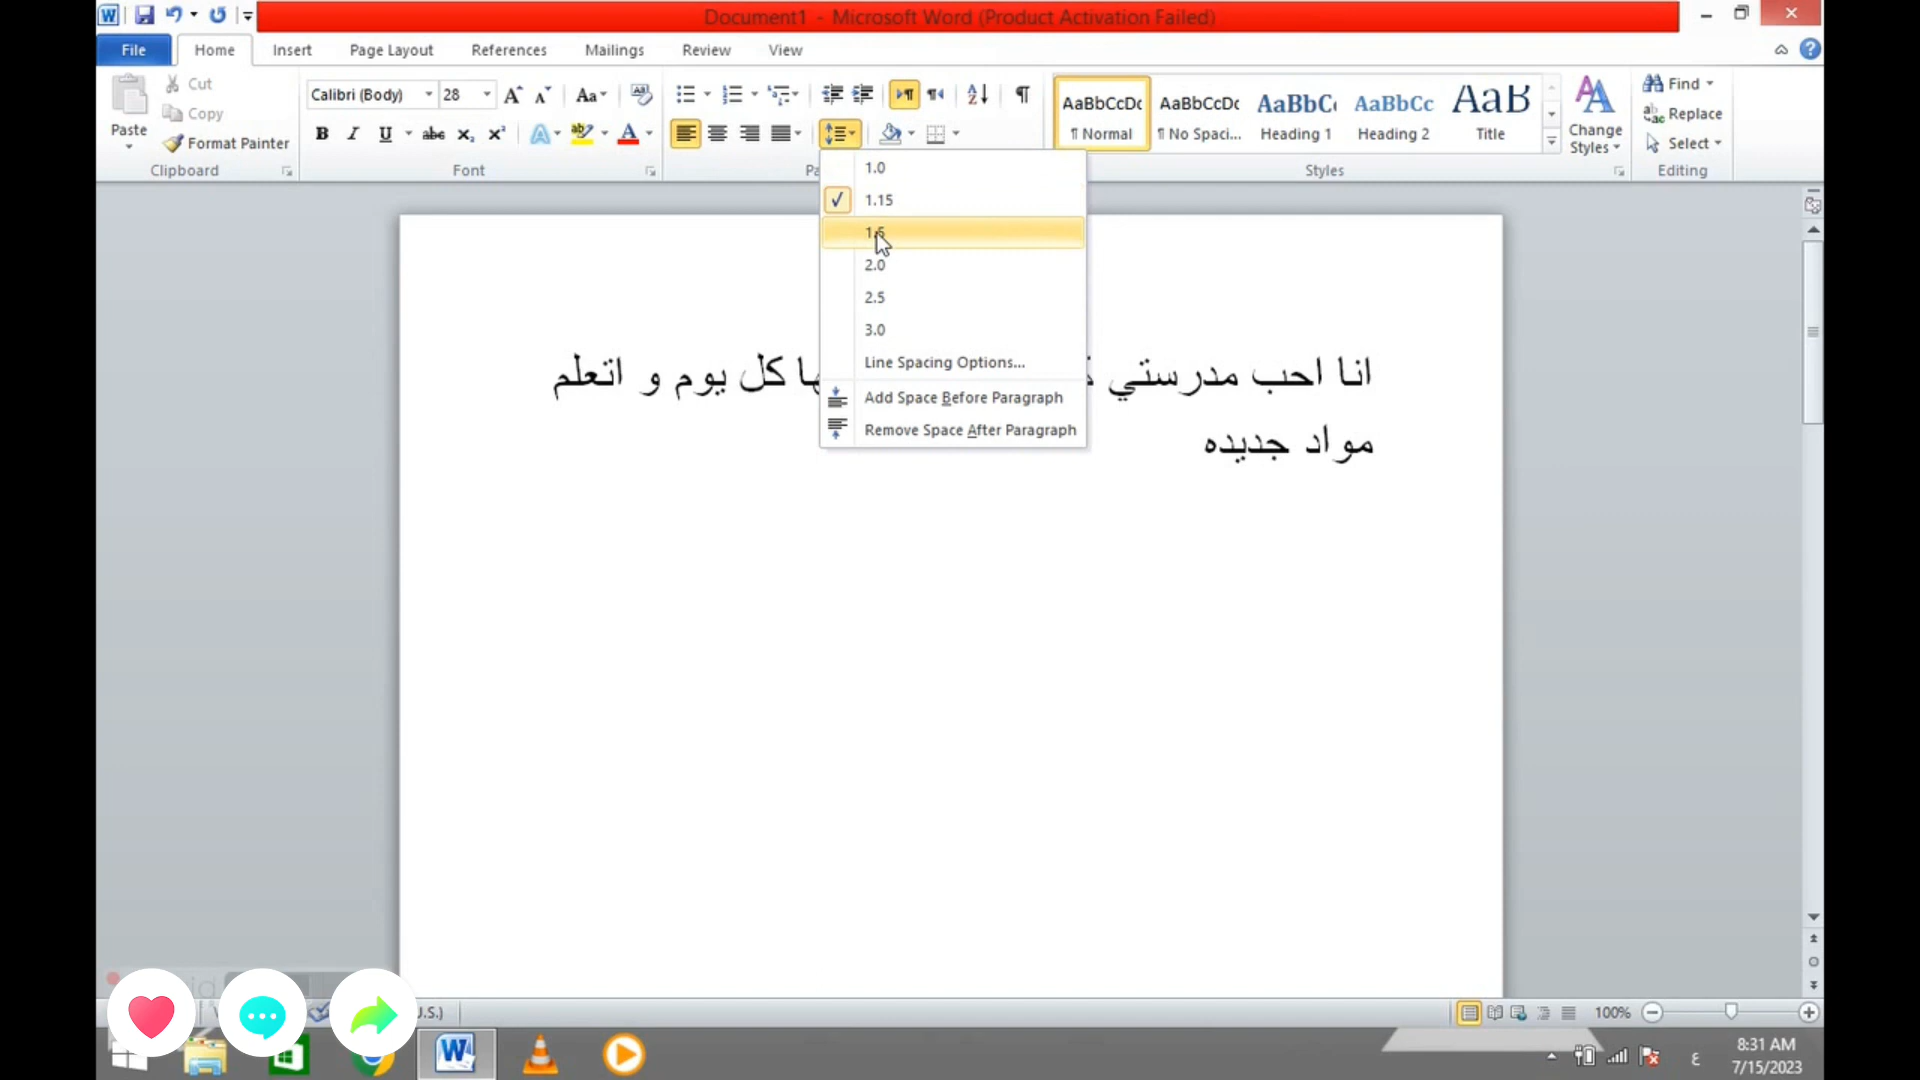 Document1 - Microsoft Word (Product Activation Failed)
File Home Insert Page Layout References Mailings Review View
Paste
Cut
Copy
Format Painter
Clipboard
Calibri (Body) 28
Font
AaBbCcDc AaBbCcDc AaBbC AaBbCc AaB
¶ Normal ¶ No Spaci... Heading 1 Heading 2 Title
Styles
Change Styles
Find
Replace
Select
Editing
1.0
1.15
1.5
2.0
2.5
3.0
Line Spacing Options...
Add Space Before Paragraph
Remove Space After Paragraph
انا احب مدرستي كل يوم و اتعلم
مواد جديده
100%
8:31 AM
7/15/2023